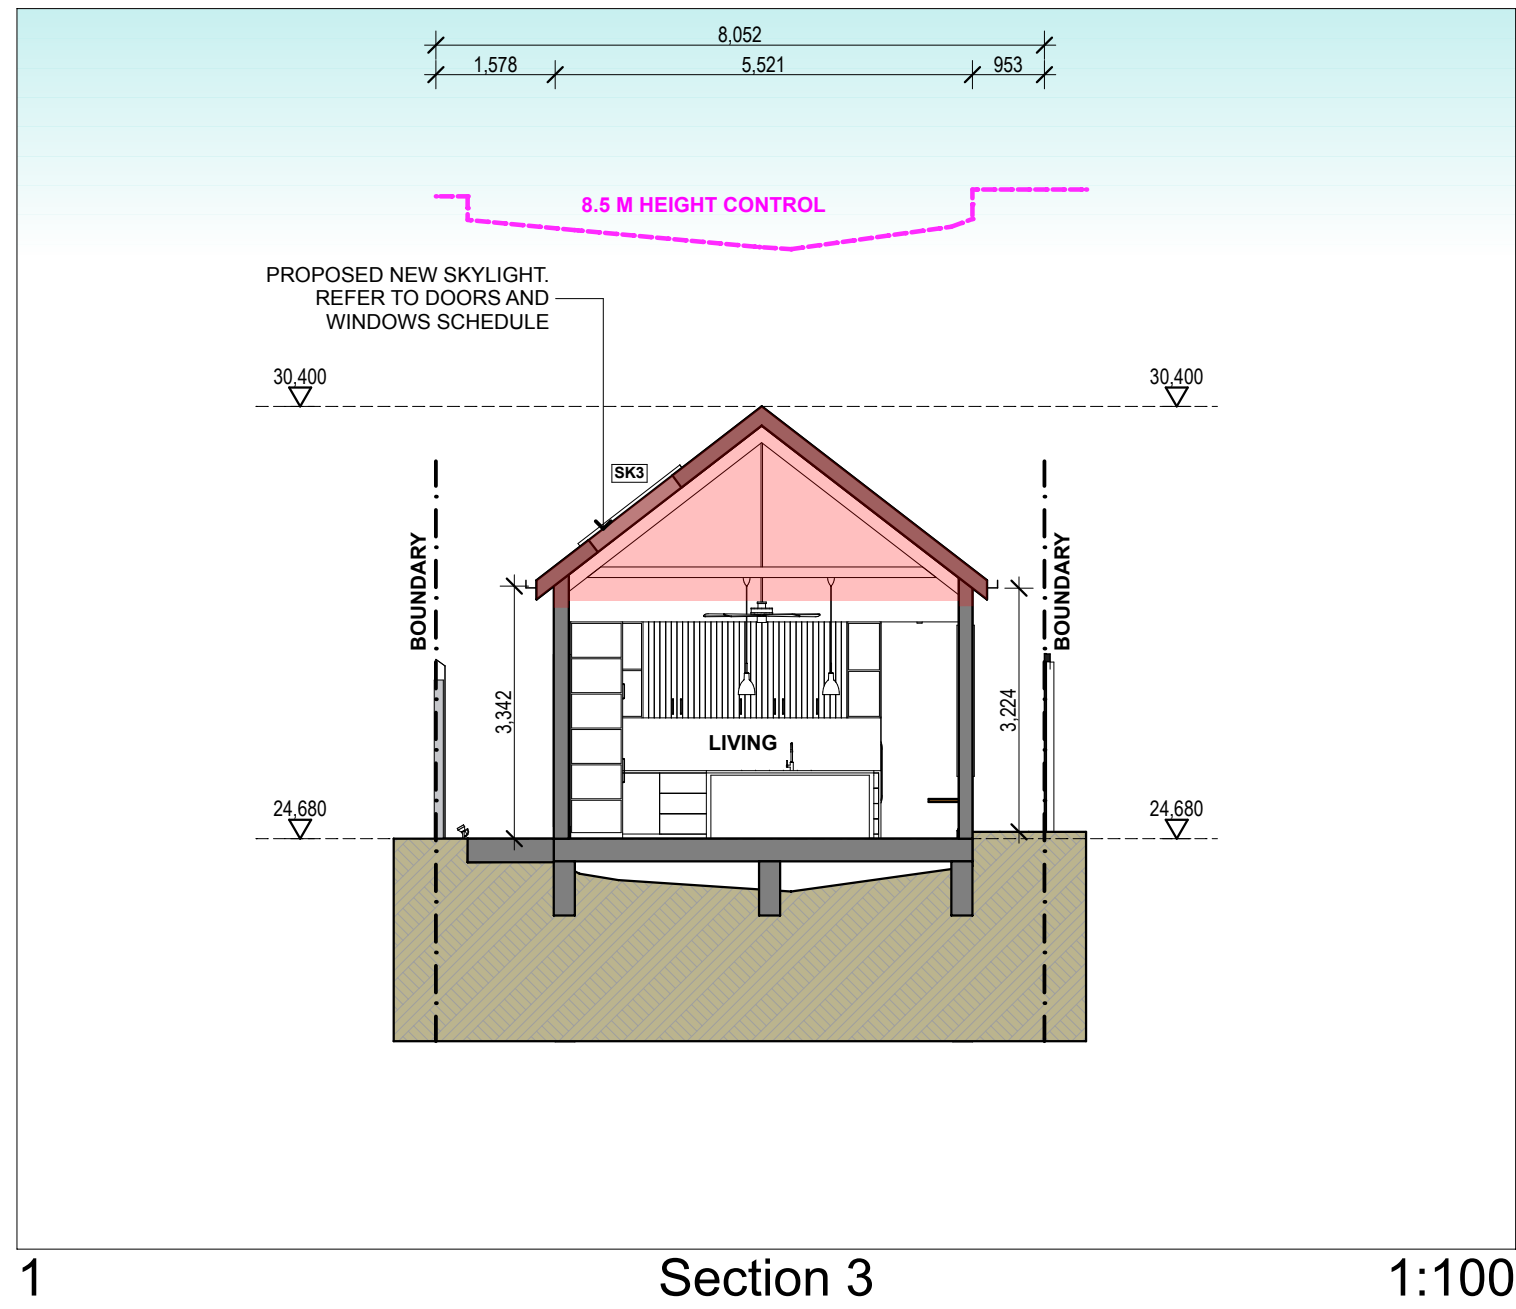 8,052
1,578
5,521
953
8.5 M HEIGHT CONTROL
PROPOSED NEW SKYLIGHT.
REFER TO DOORS AND
WINDOWS SCHEDULE
30,400
30,400
SK3
BOUNDARY
BOUNDARY
3,342
3,224
LIVING
24,680
24,680
1
Section 3
1:100